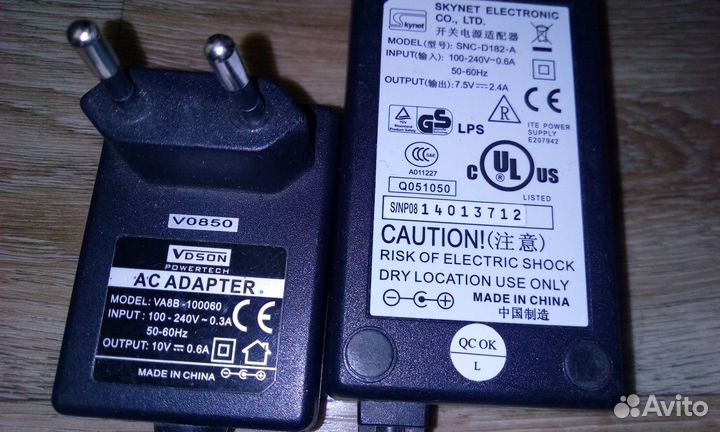 V0850
VDSON
POWERTECH
AC ADAPTER
MODEL: VA8B-100060
INPUT: 100-240V~0.3A
50-60Hz
OUTPUT: 10V⎓0.6A
MADE IN CHINA
Skynet
SKYNET ELECTRONIC
CO., LTD.
开关电源适配器
MODEL(型号): SNC-D182-A
INPUT(输入): 100-240V~0.6A
50-60Hz
OUTPUT(输出): 7.5V⎓2.4A
CE
R
TÜV
GS
LPS
ITE POWER
SUPPLY
E207942
CCC S&E
A011227
Q051050
C UL US
LISTED
S/NP08 14013712
CAUTION!(注意)
RISK OF ELECTRIC SHOCK
DRY LOCATION USE ONLY
MADE IN CHINA
中国制造
QC OK
L
Avito